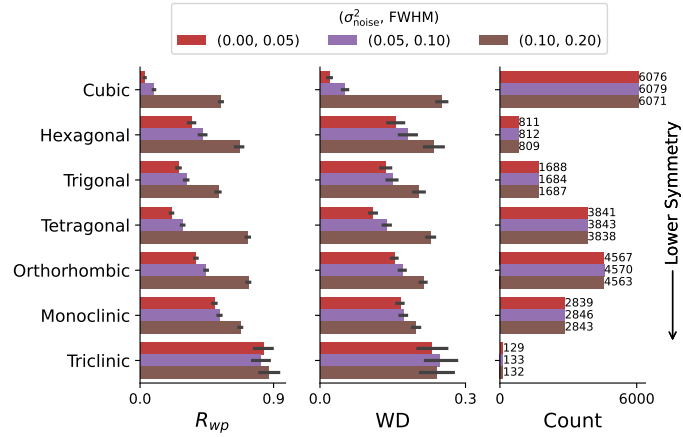 (σ²noise, FWHM)
(0.00, 0.05) (0.05, 0.10) (0.10, 0.20)
Cubic 6076
6079
6071
Hexagonal 811
812
809
Trigonal 1688
1684
1687
Tetragonal 3841
3843
3838
Orthorhombic 4567
4570
4563
Monoclinic 2839
2846
2843
Triclinic 129
133
132
Lower Symmetry
0.0 0.9 0.0 0.3 0 6000
Rwp WD Count